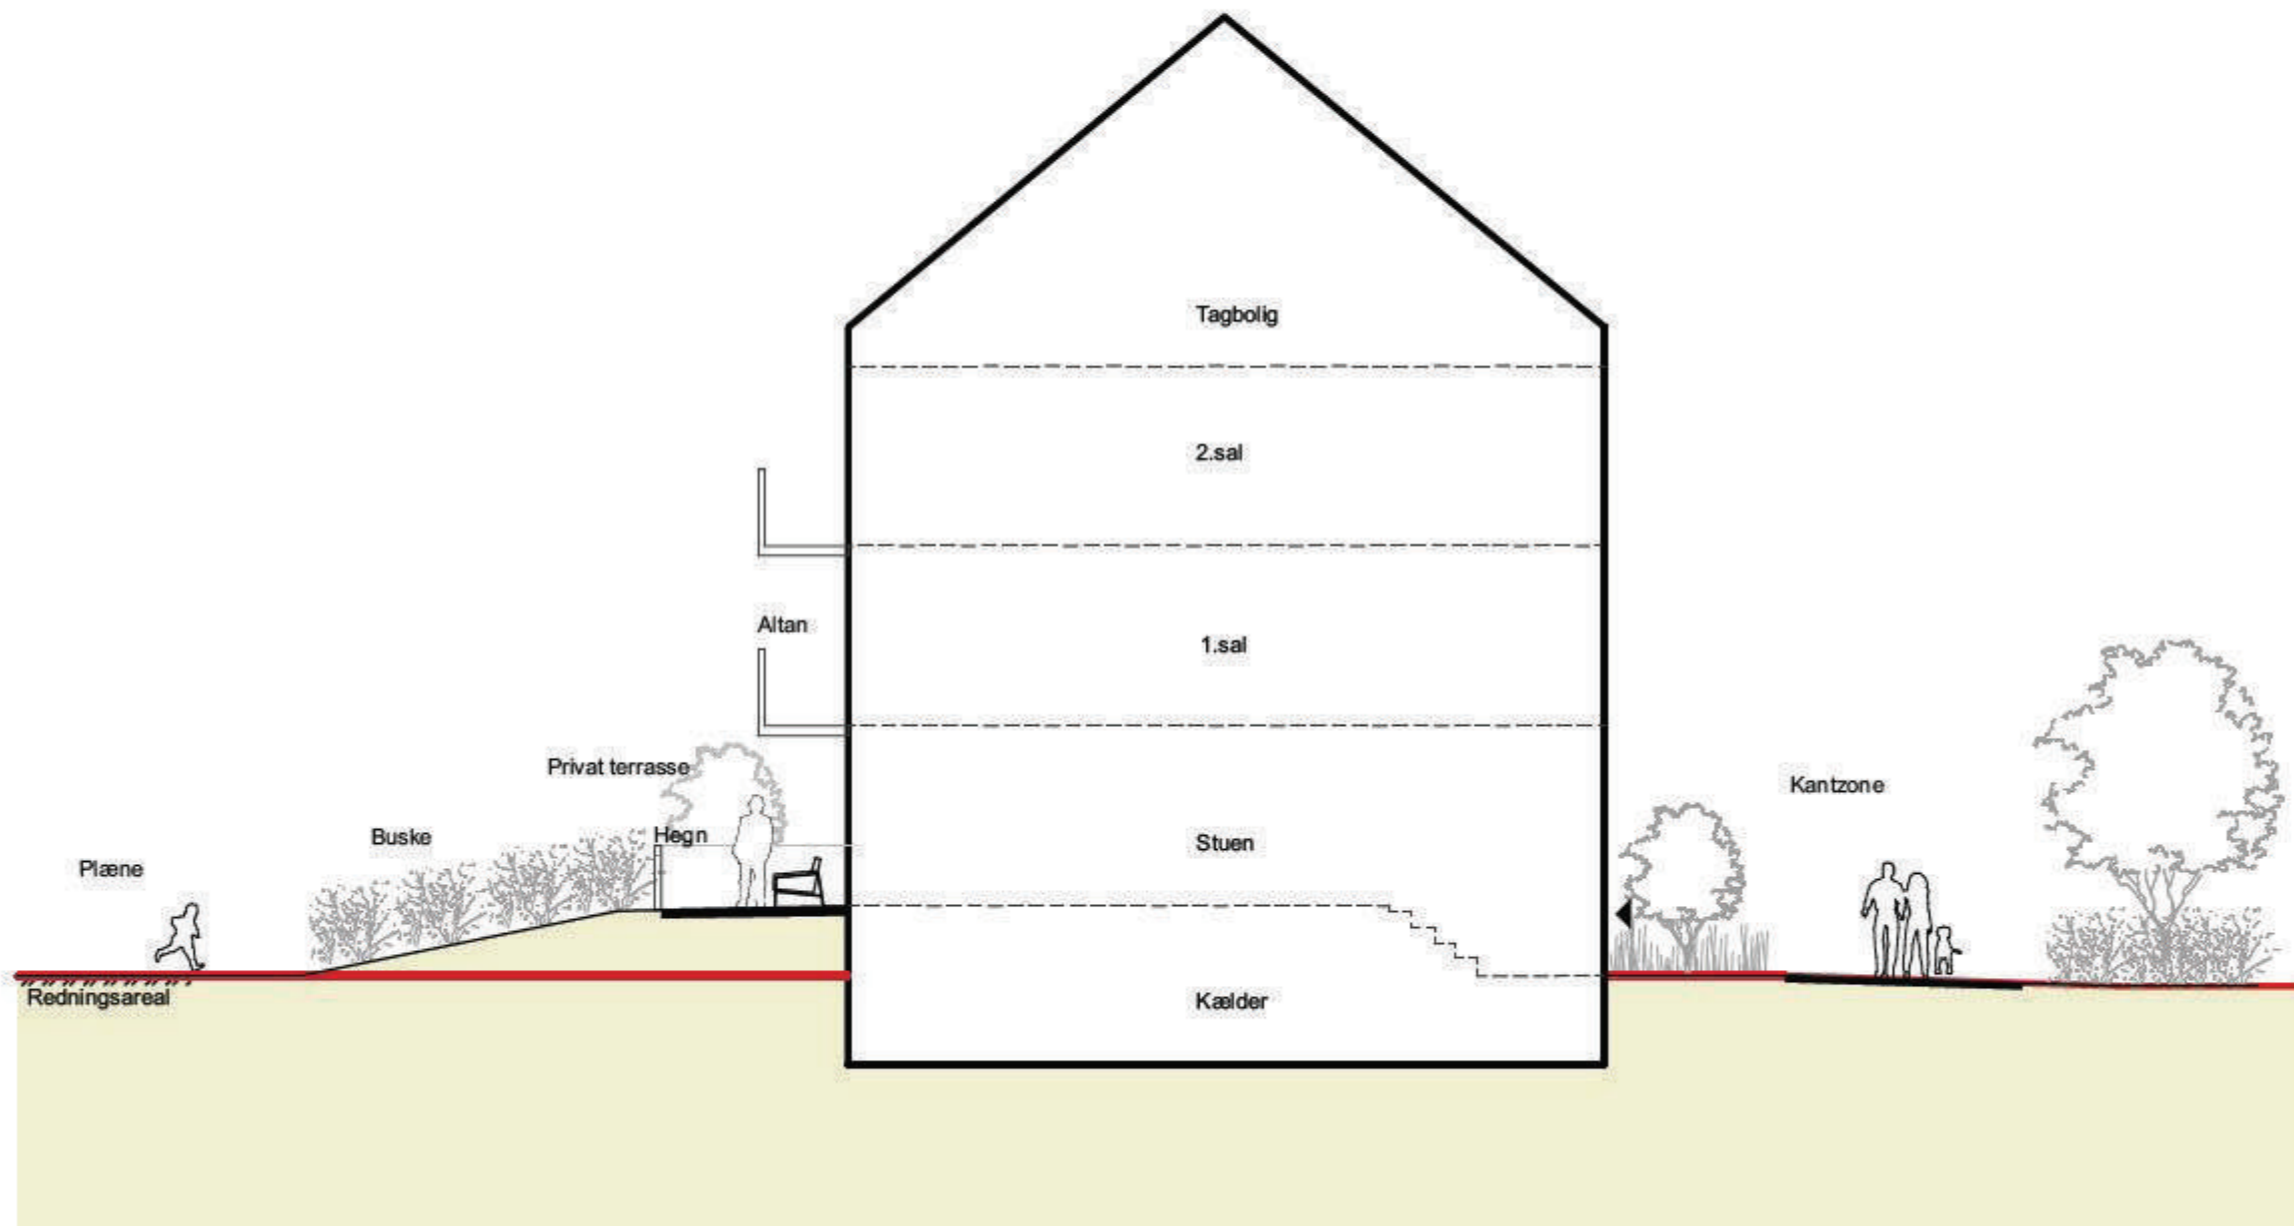 Tagbolig
2.sal
Altan
1.sal
Privat terrasse
Kantzone
Hegn
Buske
Stuen
Plæne
Redningsareal
Kælder